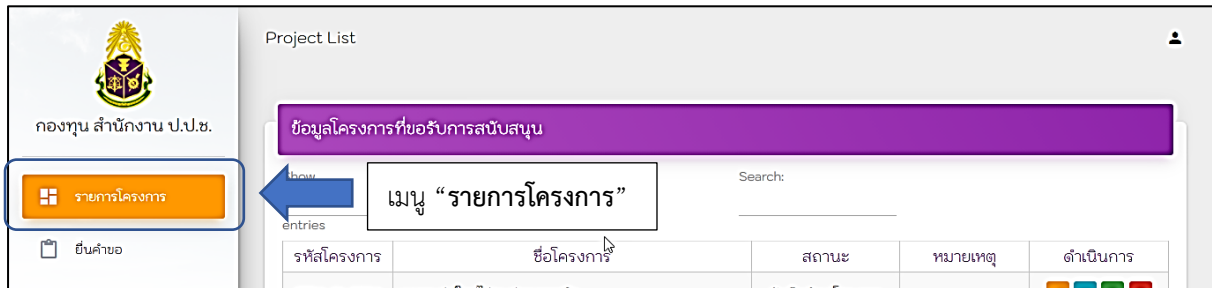 Project List
กองทุน สำนักงาน ป.ป.ช.
ข้อมูลโครงการที่ขอรับการสนับสนุน
รายการโครงการ
Show
เมนู “รายการโครงการ”
Search:
entries
ยื่นคำขอ
รหัสโครงการ ชื่อโครงการ สถานะ หมายเหตุ ดำเนินการ